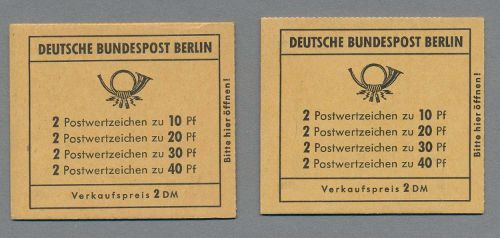 DEUTSCHE BUNDESPOST BERLIN
2 Postwertzeichen zu 10 Pf
2 Postwertzeichen zu 20 Pf
2 Postwertzeichen zu 30 Pf
2 Postwertzeichen zu 40 Pf
Verkaufspreis 2 DM
Bitte hier öffnen!
DEUTSCHE BUNDESPOST BERLIN
2 Postwertzeichen zu 10 Pf
2 Postwertzeichen zu 20 Pf
2 Postwertzeichen zu 30 Pf
2 Postwertzeichen zu 40 Pf
Verkaufspreis 2 DM
Bitte hier öffnen!